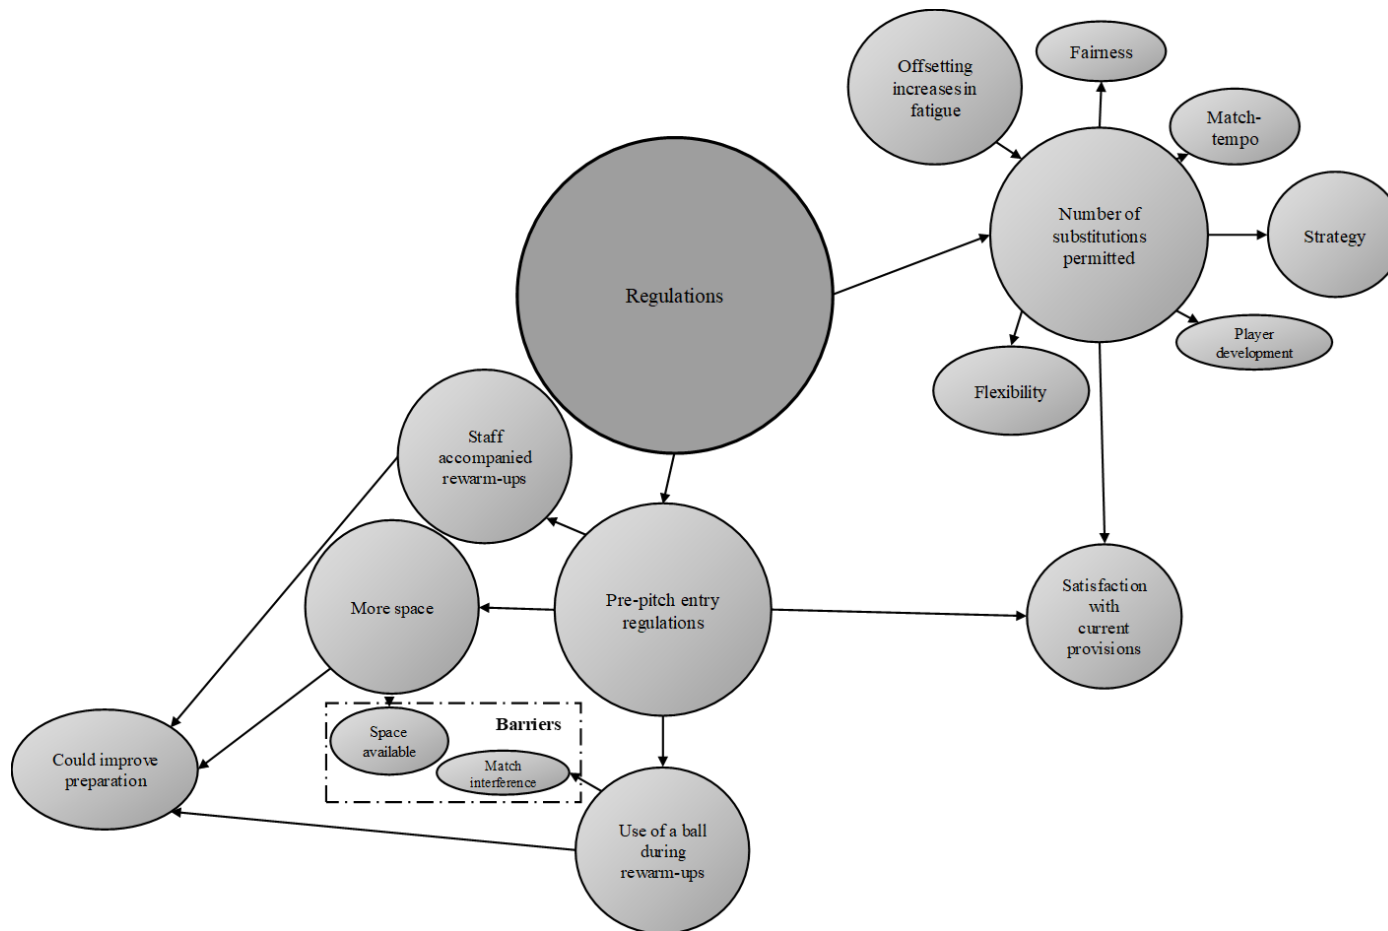 Offsetting
increases in
fatigue
Fairness
Match-
tempo
Number of
substitutions
permitted
Strategy
Regulations
Player
development
Flexibility
Staff
accompanied
rewarm-ups
More space
Pre-pitch entry
regulations
Satisfaction
with
current
provisions
Barriers
Space
available
Match
interference
Could improve
preparation
Use of a ball
during
rewarm-ups